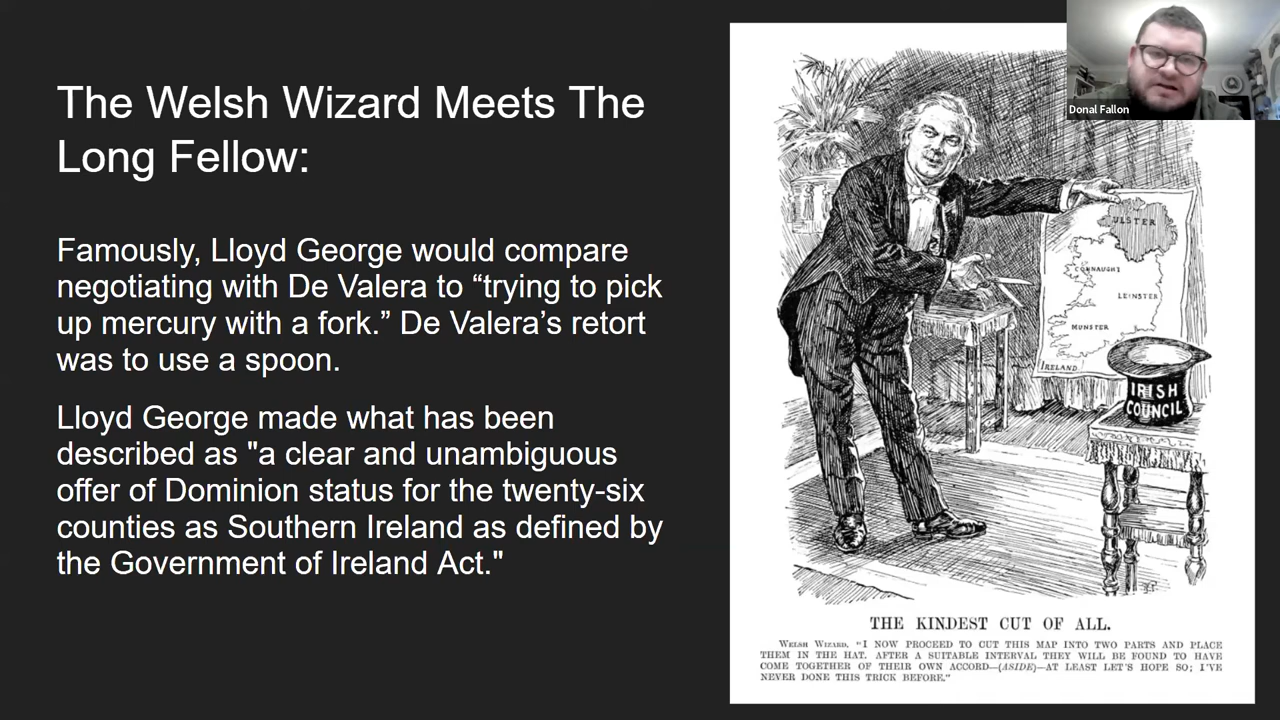 The Welsh Wizard Meets The
Long Fellow:
Famously, Lloyd George would compare
negotiating with De Valera to “trying to pick
up mercury with a fork.” De Valera’s retort
was to use a spoon.
Lloyd George made what has been
described as "a clear and unambiguous
offer of Dominion status for the twenty-six
counties as Southern Ireland as defined by
the Government of Ireland Act."
Donal Fallon
ULSTER
CONNAUGHT
LEINSTER
MUNSTER
IRELAND
IRISH
COUNCIL
THE KINDEST CUT OF ALL.
WELSH WIZARD. "I NOW PROCEED TO CUT THIS MAP INTO TWO PARTS AND PLACE
THEM IN THE HAT. AFTER A SUITABLE INTERVAL THEY WILL BE FOUND TO HAVE
COME TOGETHER OF THEIR OWN ACCORD—(ASIDE)—AT LEAST LET'S HOPE SO; I'VE
NEVER DONE THIS TRICK BEFORE."